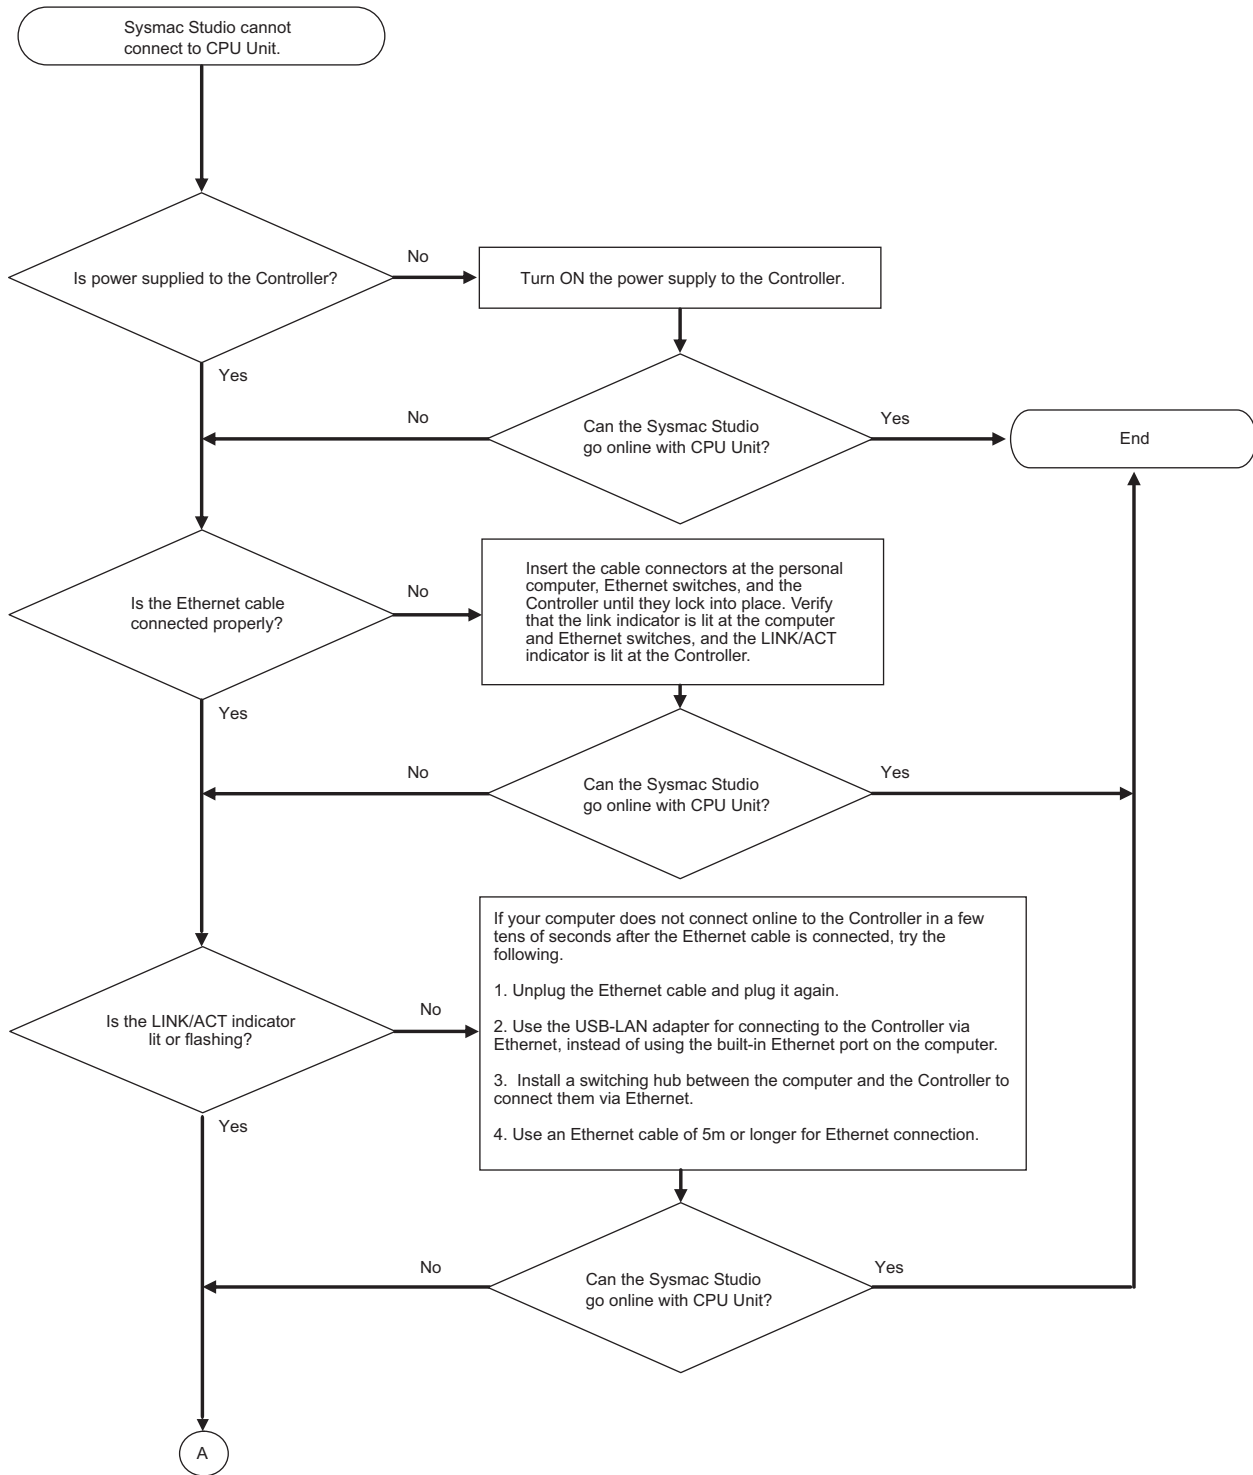 Sysmac Studio cannot
connect to CPU Unit.
Is power supplied to the Controller?
No
Turn ON the power supply to the Controller.
Yes
No
Can the Sysmac Studio
go online with CPU Unit?
Yes
End
Is the Ethernet cable
connected properly?
No
Insert the cable connectors at the personal
computer, Ethernet switches, and the
Controller until they lock into place. Verify
that the link indicator is lit at the computer
and Ethernet switches, and the LINK/ACT
indicator is lit at the Controller.
Yes
No
Can the Sysmac Studio
go online with CPU Unit?
Yes
Is the LINK/ACT indicator
lit or flashing?
No
If your computer does not connect online to the Controller in a few
tens of seconds after the Ethernet cable is connected, try the
following.
1. Unplug the Ethernet cable and plug it again.
2. Use the USB-LAN adapter for connecting to the Controller via
Ethernet, instead of using the built-in Ethernet port on the computer.
3. Install a switching hub between the computer and the Controller to
connect them via Ethernet.
4. Use an Ethernet cable of 5m or longer for Ethernet connection.
Yes
No
Can the Sysmac Studio
go online with CPU Unit?
Yes
A